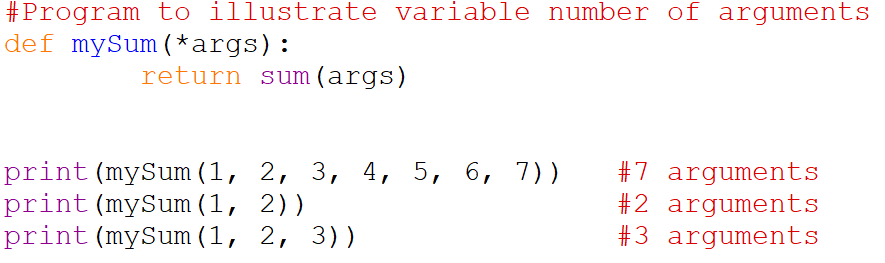 #Program to illustrate variable number of arguments
def mySum(*args):
        return sum(args)
print(mySum(1, 2, 3, 4, 5, 6, 7))   #7 arguments
print(mySum(1, 2))                  #2 arguments
print(mySum(1, 2, 3))               #3 arguments